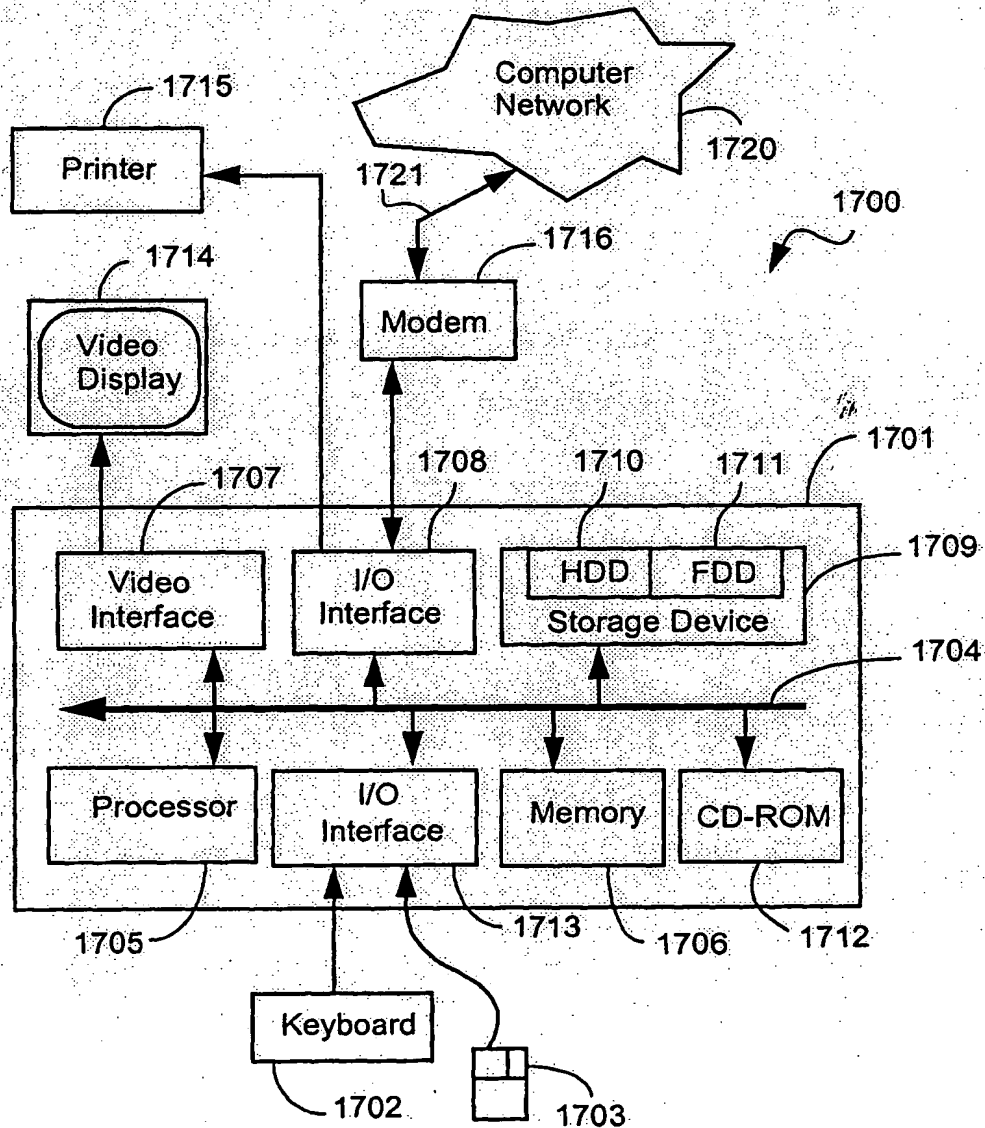 Computer
Network
1720
1715
Printer
1721
1700
1716
Modem
1714
Video
Display
1701
1707
1708
1710
1711
1709
Video
Interface
I/O
Interface
HDD
FDD
Storage Device
1704
Processor
I/O
Interface
Memory
CD-ROM
1705
1713
1706
1712
Keyboard
1702
1703